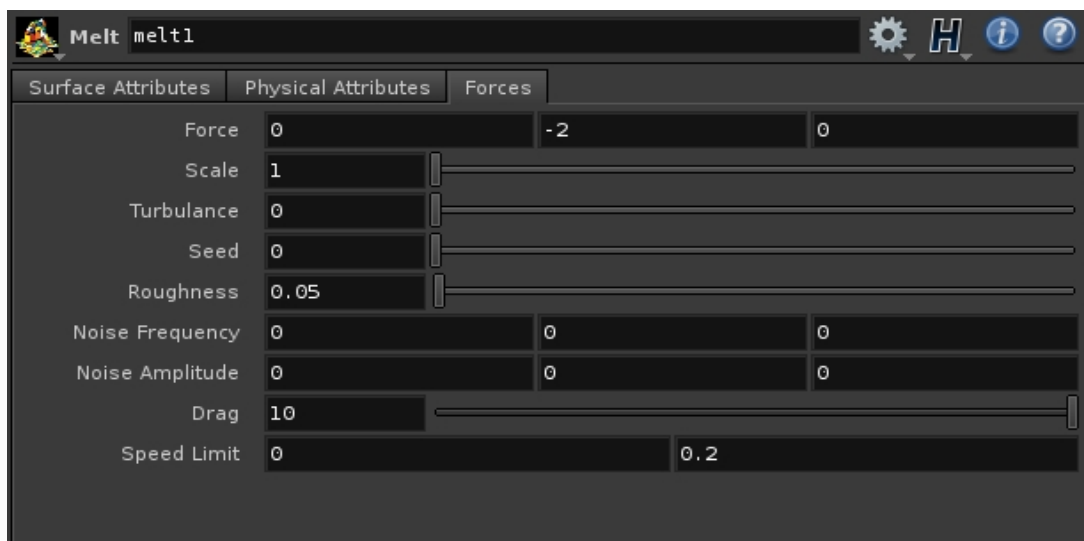 Melt melt1
Surface Attributes Physical Attributes Forces
Force 0 -2 0
Scale 1
Turbulance 0
Seed 0
Roughness 0.05
Noise Frequency 0 0 0
Noise Amplitude 0 0 0
Drag 10
Speed Limit 0 0.2